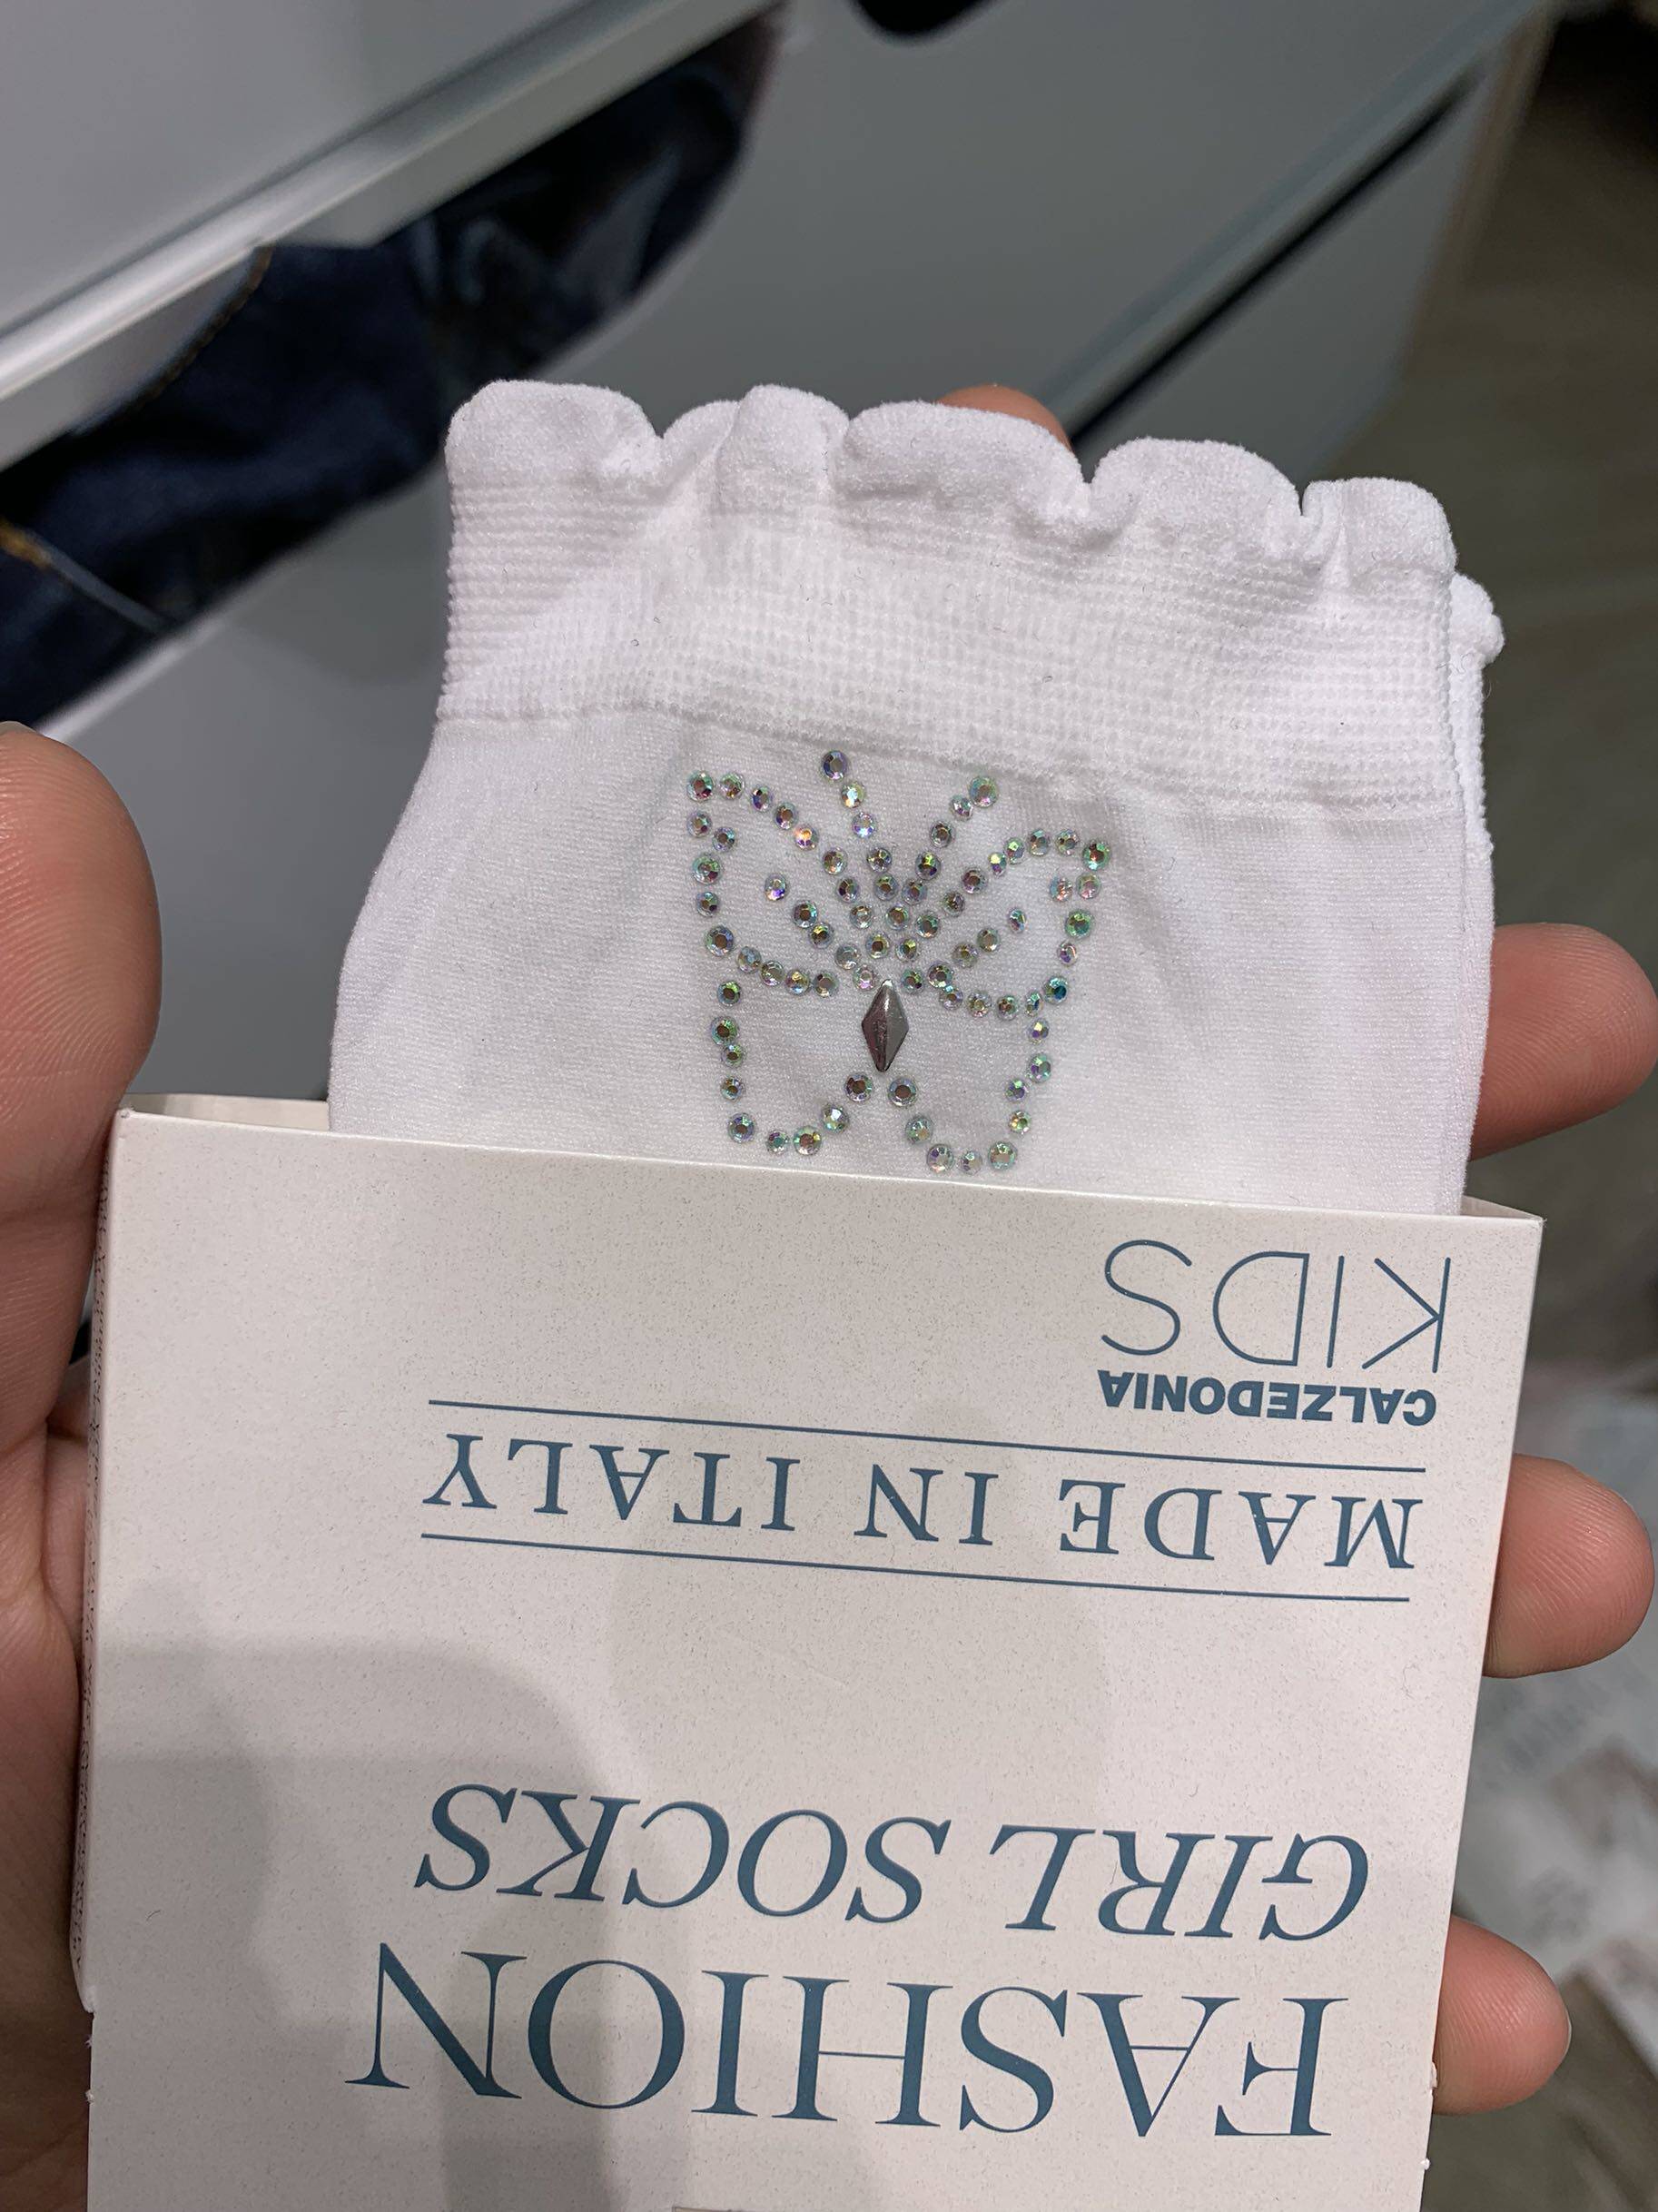 FASHION
GIRL SOCKS
MADE IN ITALY
CALZEDONIA
KIDS